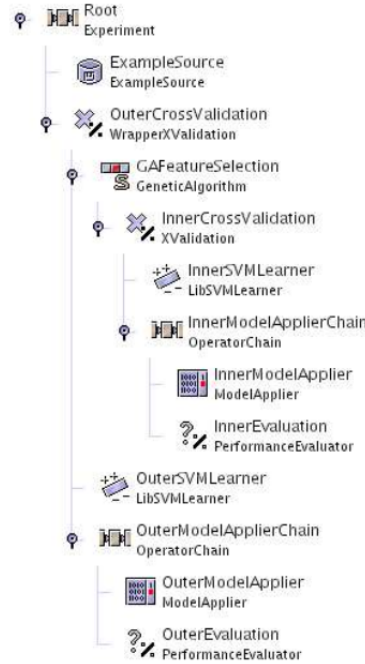 Root
Experiment
ExampleSource
ExampleSource
OuterCrossValidation
WrapperXValidation
GAFeatureSelection
GeneticAlgorithm
InnerCrossValidation
XValidation
InnerSVMLearner
LibSVMLearner
InnerModelApplierChain
OperatorChain
InnerModelApplier
ModelApplier
InnerEvaluation
PerformanceEvaluator
OuterSVMLearner
LibSVMLearner
OuterModelApplierChain
OperatorChain
OuterModelApplier
ModelApplier
OuterEvaluation
PerformanceEvaluator